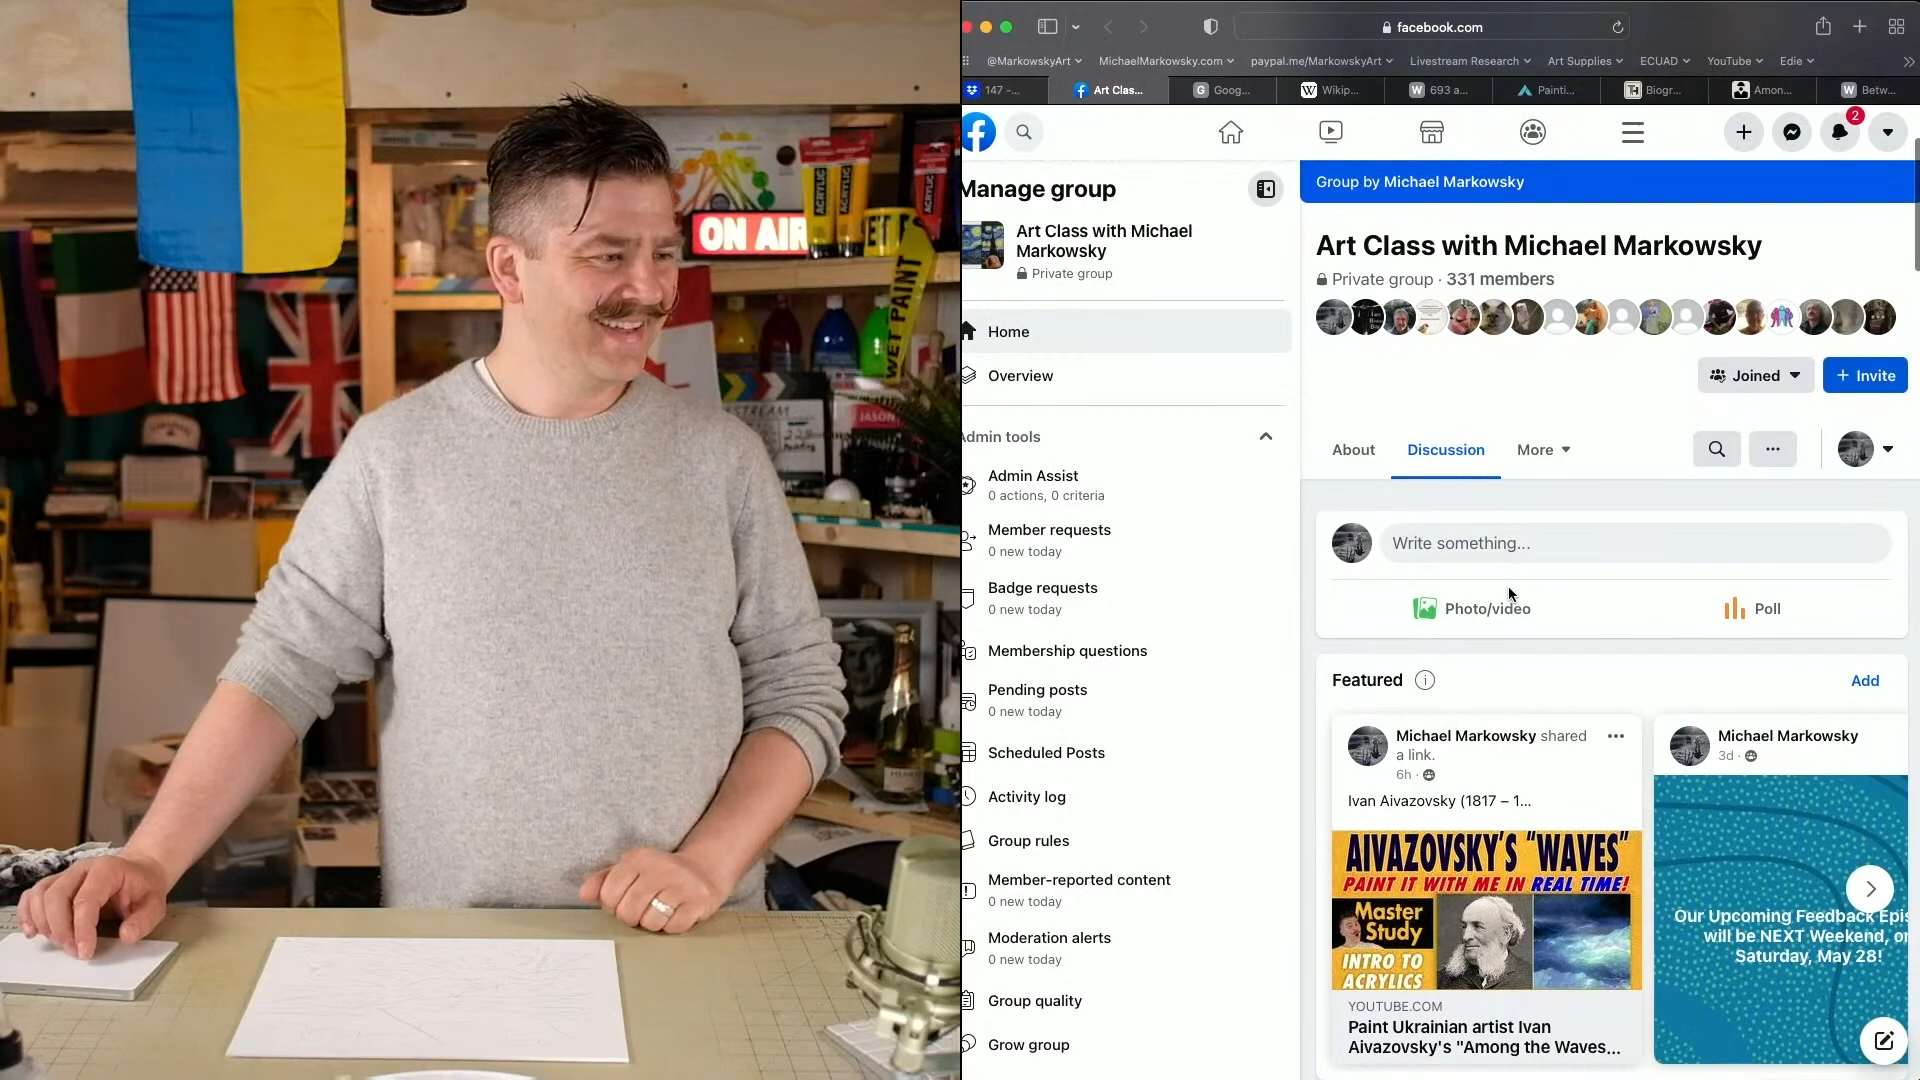 ON AIR
ACRYLIC
ACRYLIC
WET PAINT
JASON
facebook.com
@MarkowskyArt
MichaelMarkowsky.com
paypal.me/MarkowskyArt
Livestream Research
Art Supplies
ECUAD
YouTube
Edie
147 -...
Art Clas...
Goog...
Wikip...
693 a...
Painti...
Biogr...
Amon...
Betw...
2
Manage group
Art Class with Michael
Markowsky
Private group
Home
Overview
Admin tools
Admin Assist
0 actions, 0 criteria
Member requests
0 new today
Badge requests
0 new today
Membership questions
Pending posts
0 new today
Scheduled Posts
Activity log
Group rules
Member-reported content
0 new today
Moderation alerts
0 new today
Group quality
Grow group
Group by Michael Markowsky
Art Class with Michael Markowsky
Private group · 331 members
Joined
+ Invite
About
Discussion
More
Write something...
Photo/video
Poll
Featured
Add
Michael Markowsky shared
a link.
6h ·
Ivan Aivazovsky (1817 – 1...
AIVAZOVSKY'S "WAVES"
PAINT IT WITH ME IN REAL TIME!
Master
Study
INTRO TO
ACRYLICS
YOUTUBE.COM
Paint Ukrainian artist Ivan
Aivazovsky's "Among the Waves...
Michael Markowsky
3d ·
Our Upcoming Feedback Epis
will be NEXT Weekend, or
Saturday, May 28!